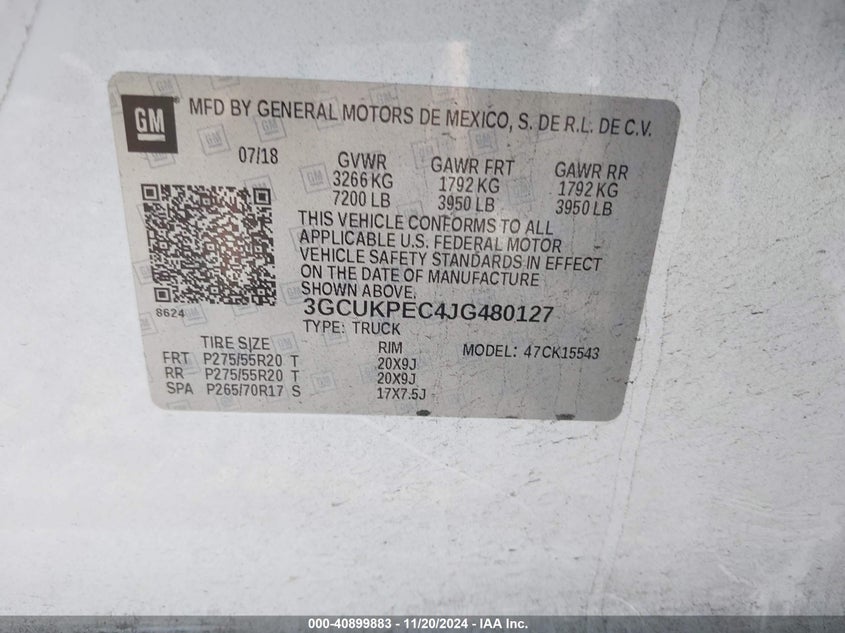 GM
MFD BY GENERAL MOTORS DE MEXICO, S. DE R.L. DE C.V.
07/18 GVWR GAWR FRT GAWR RR
3266 KG 1792 KG 1792 KG
7200 LB 3950 LB 3950 LB
THIS VEHICLE CONFORMS TO ALL
APPLICABLE U.S. FEDERAL MOTOR
VEHICLE SAFETY STANDARDS IN EFFECT
ON THE DATE OF MANUFACTURE
SHOWN ABOVE.
8624
3GCUKPEC4JG480127
TYPE: TRUCK
TIRE SIZE RIM MODEL: 47CK15543
FRT P275/55R20 T 20X9J
RR P275/55R20 T 20X9J
SPA P265/70R17 S 17X7.5J
000-40899883 - 11/20/2024 - IAA Inc.